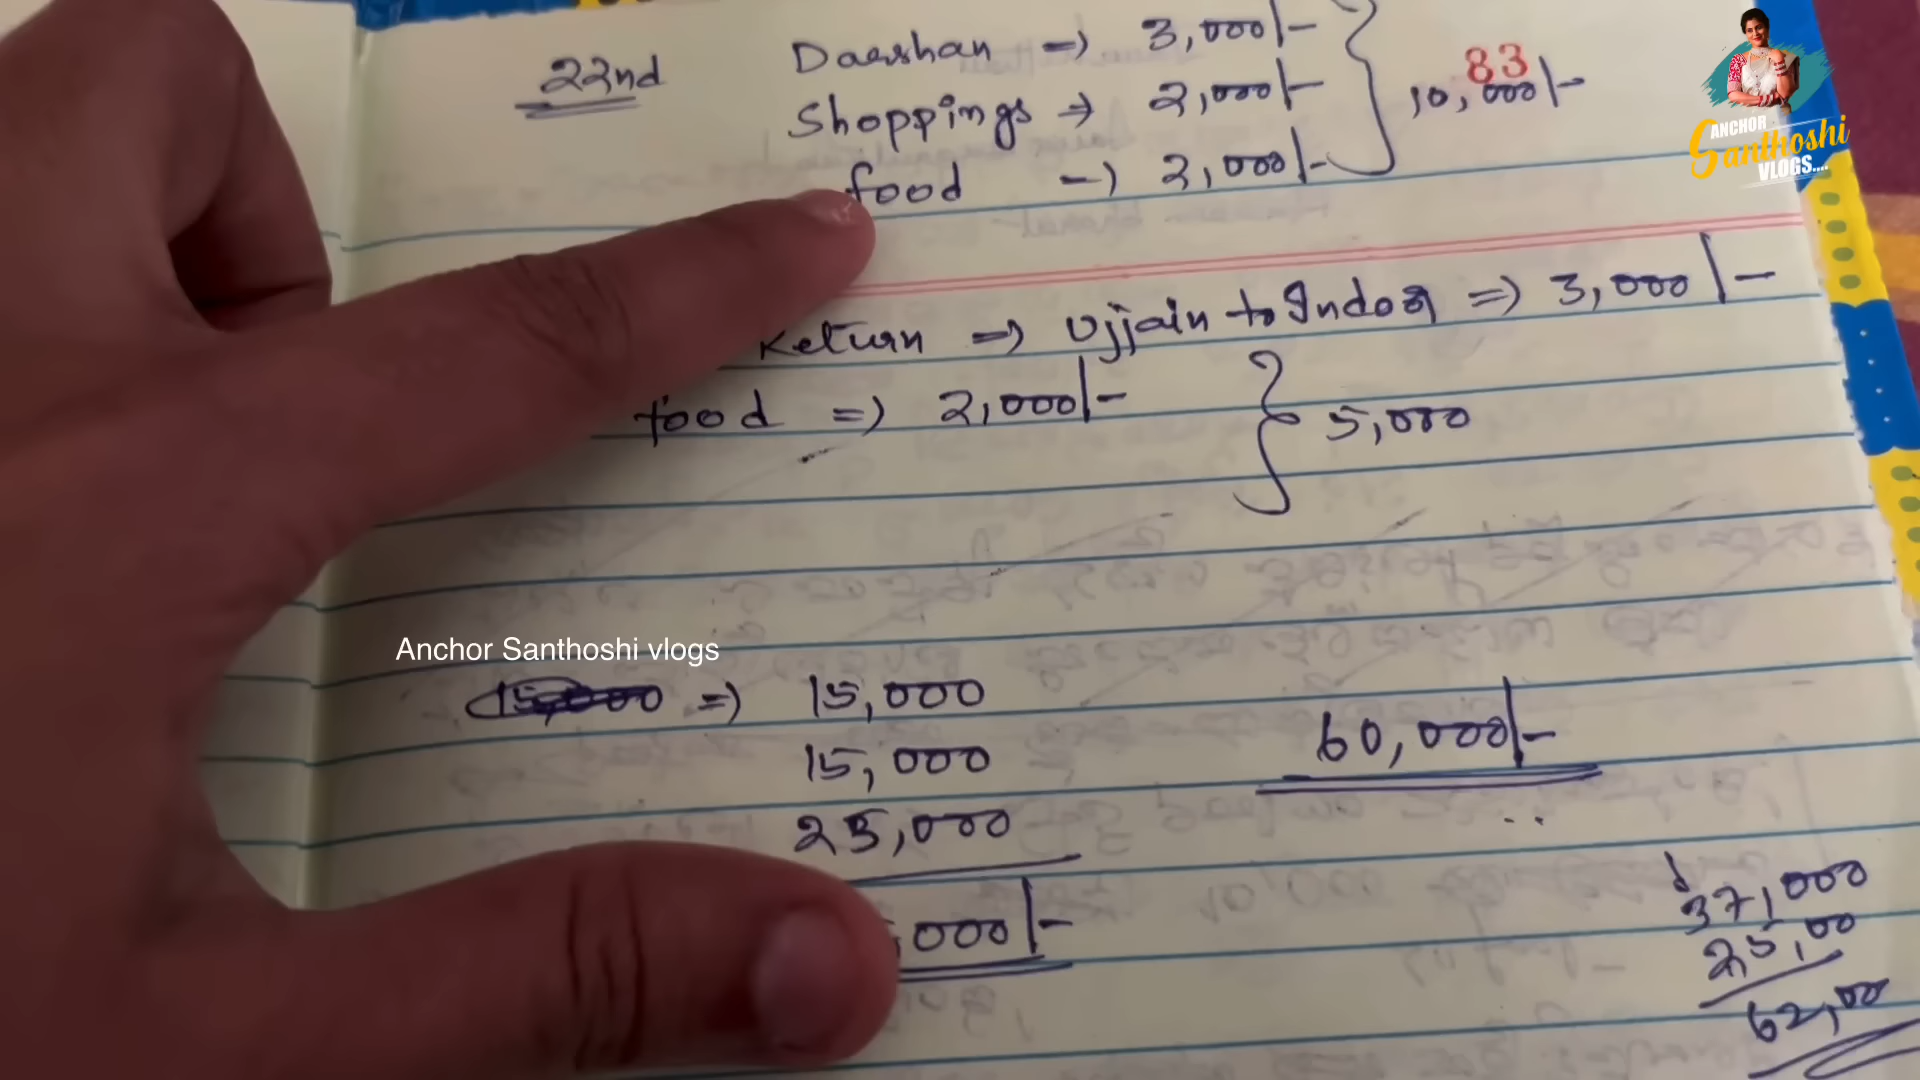 22nd
Daershan => 3,000/-
Shoppings => 2,000/-
food => 2,000/-
10,000/-
83
ANCHOR
Santhoshi
VLOGS....
Return => Ujjain to Indor => 3,000/-
food => 2,000/-
5,000
Anchor Santhoshi vlogs
15,000 => 15,000
15,000
25,000
,000/-
60,000/-
37,000
25,00
62,00